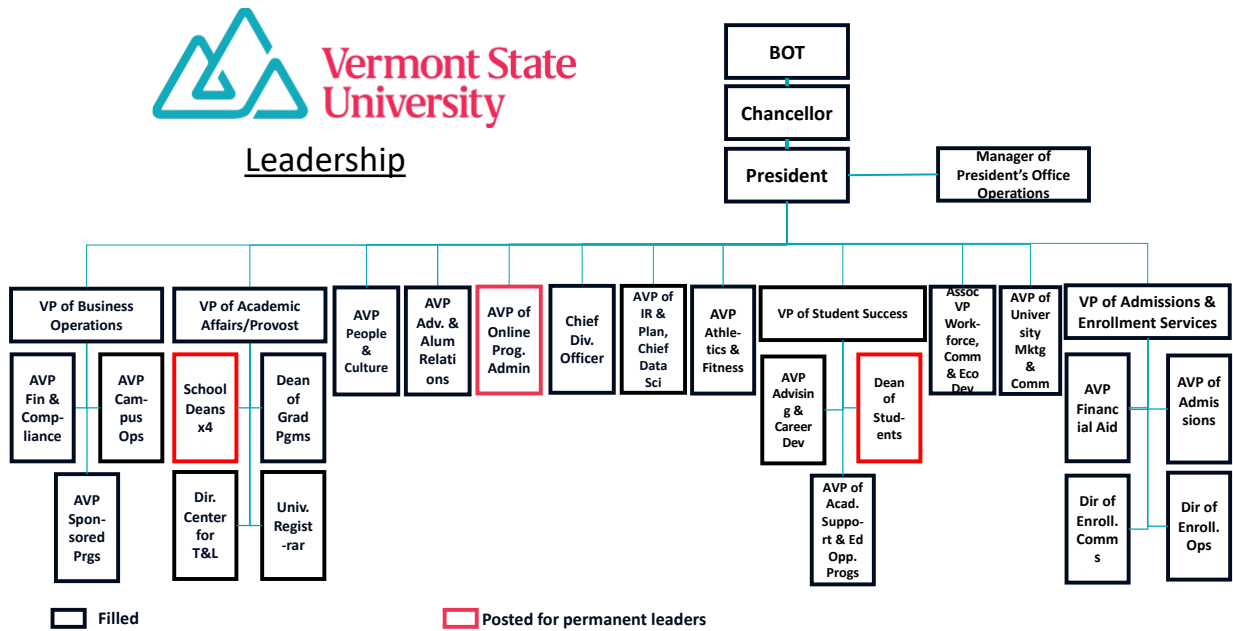 Vermont State
University
Leadership
BOT
Chancellor
President
Manager of
President's Office
Operations
VP of Business
Operations
VP of Academic
Affairs/Provost
AVP
People
& 
Culture
AVP
Adv. &
Alum
Relati
ons
AVP of
Online
Prog.
Admin
Chief
Div.
Officer
AVP of
IR &
Plan,
Chief
Data
Sci
AVP
Athle-
tics &
Fitness
VP of Student Success
Assoc
VP
Work-
force,
Comm
& Eco
Dev
AVP of
Univer
sity
Mktg
&
Comm
VP of Admissions &
Enrollment Services
AVP
Fin &
Comp-
liance
AVP
Cam-
pus
Ops
School
Deans
x4
Dean
of
Grad
Pgms
AVP
Advisin
g &
Career
Dev
Dean
of
Stud-
ents
AVP
Financ
ial Aid
AVP of
Admis
sions
AVP
Spon-
sored
Prgs
Dir.
Center
for
T&L
Univ.
Regist
-rar
AVP of
Acad.
Suppo-
rt & Ed
Opp.
Progs
Dir of
Enroll.
Comm
s
Dir of
Enroll.
Ops
Filled
Posted for permanent leaders